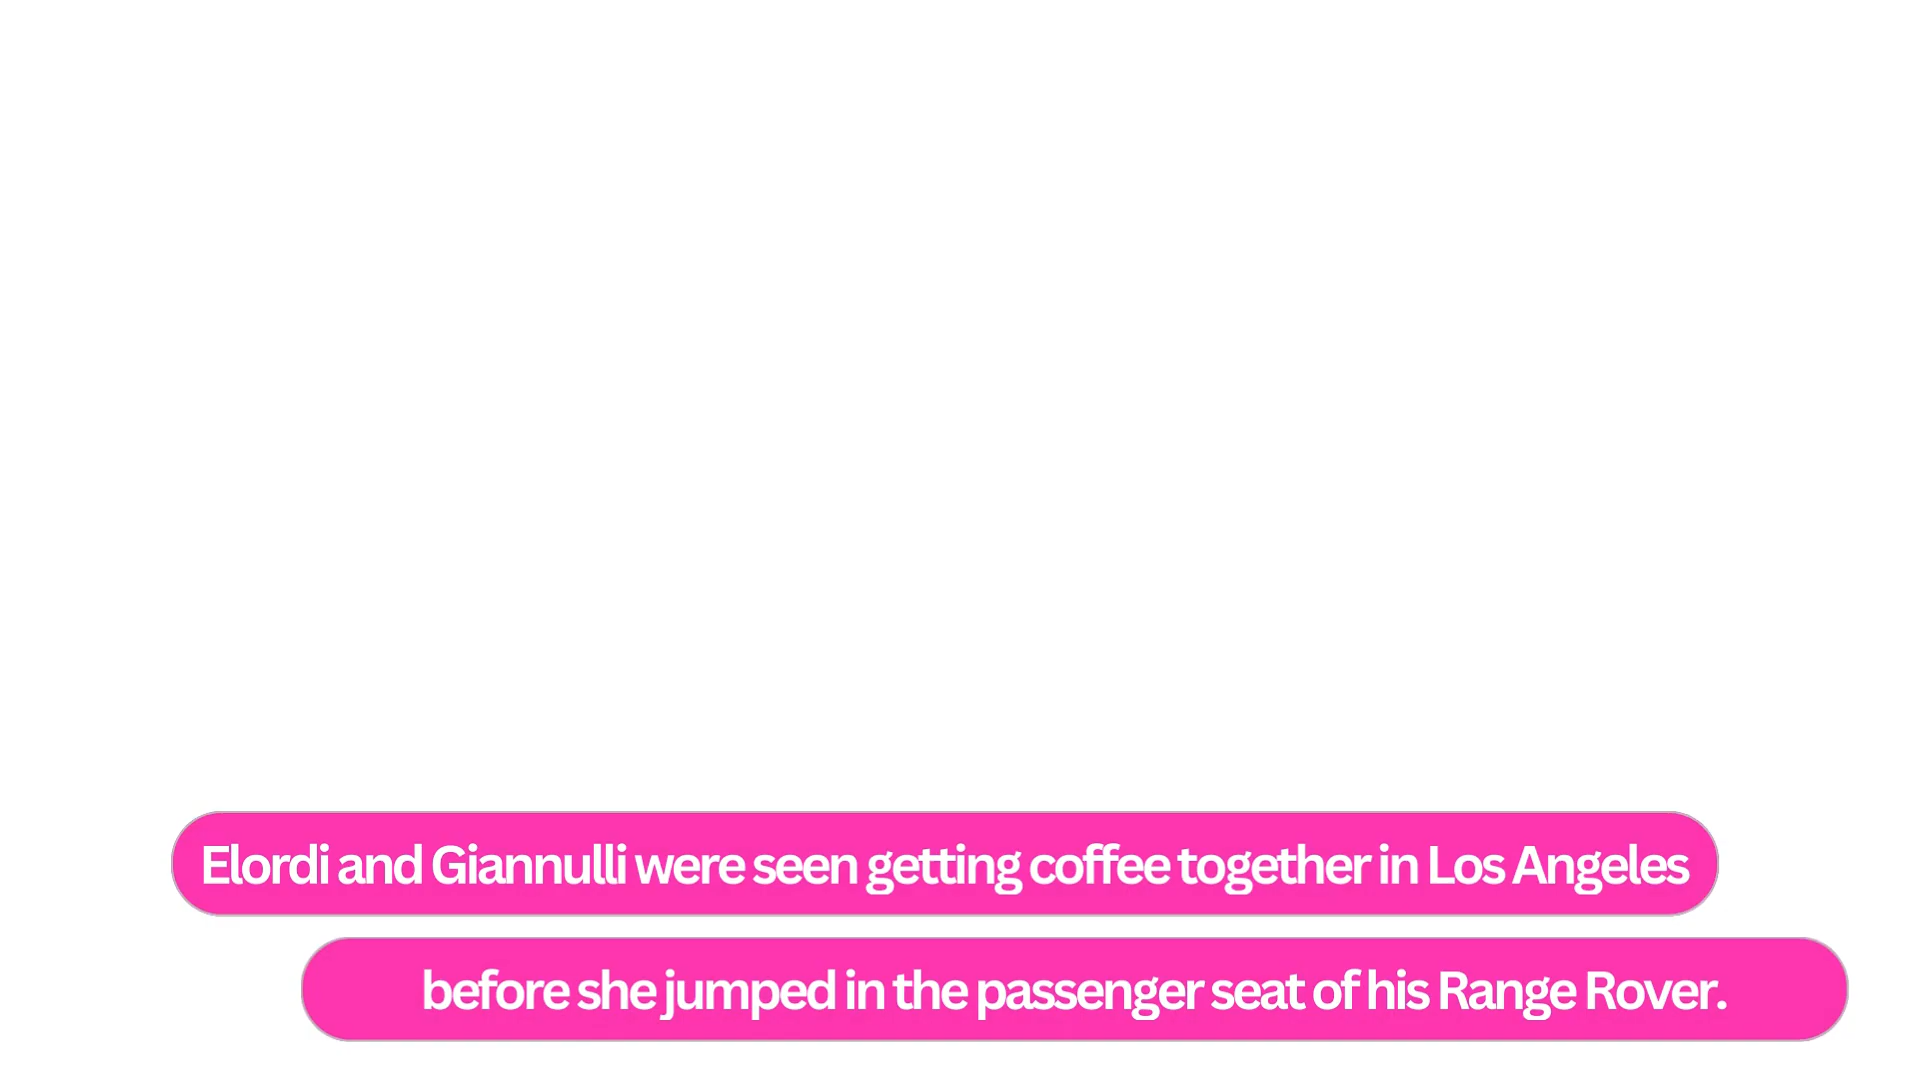 Elordi and Giannulli were seen getting coffee together in Los Angeles
before she jumped in the passenger seat of his Range Rover.